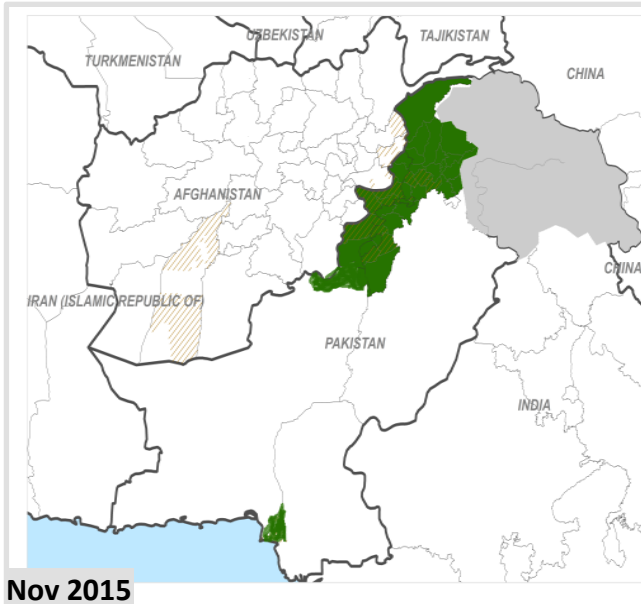 UZBEKISTAN
TAJIKISTAN
TURKMENISTAN
CHINA
AFGHANISTAN
CHINA
IRAN (ISLAMIC REPUBLIC OF)
PAKISTAN
INDIA
Nov 2015